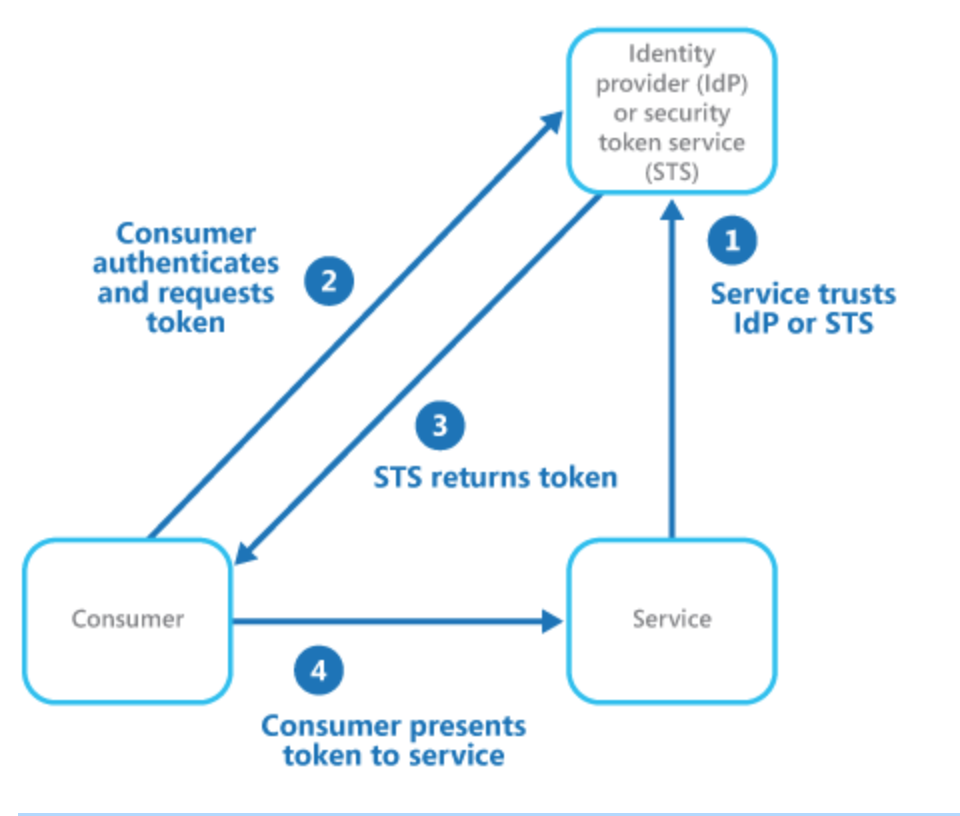 Identity
provider (IdP)
or security
token service
(STS)
1
Service trusts
IdP or STS
Consumer
authenticates
and requests
token
2
3
STS returns token
Consumer
Service
4
Consumer presents
token to service